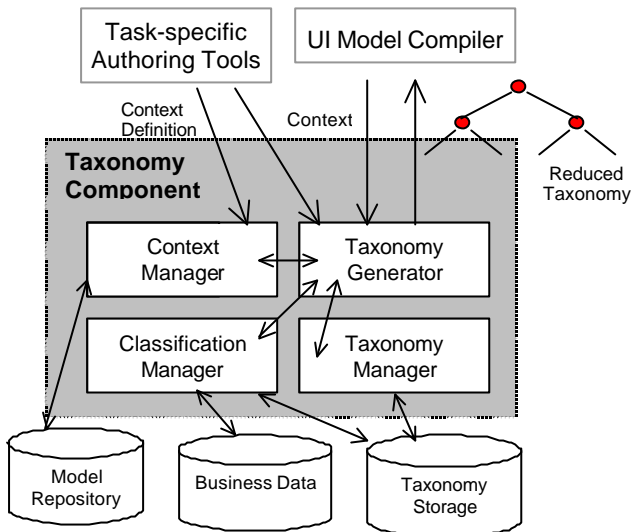 Task-specific
Authoring Tools
UI Model Compiler
Context
Definition
Context
Reduced
Taxonomy
Taxonomy
Component
Context
Manager
Taxonomy
Generator
Classification
Manager
Taxonomy
Manager
Model
Repository
Business Data
Taxonomy
Storage